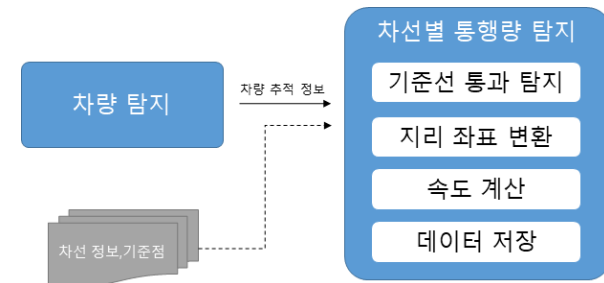 차선별 통행량 탐지
차량 탐지
차량 추적 정보
기준선 통과 탐지
지리 좌표 변환
속도 계산
데이터 저장
차선 정보,기준점